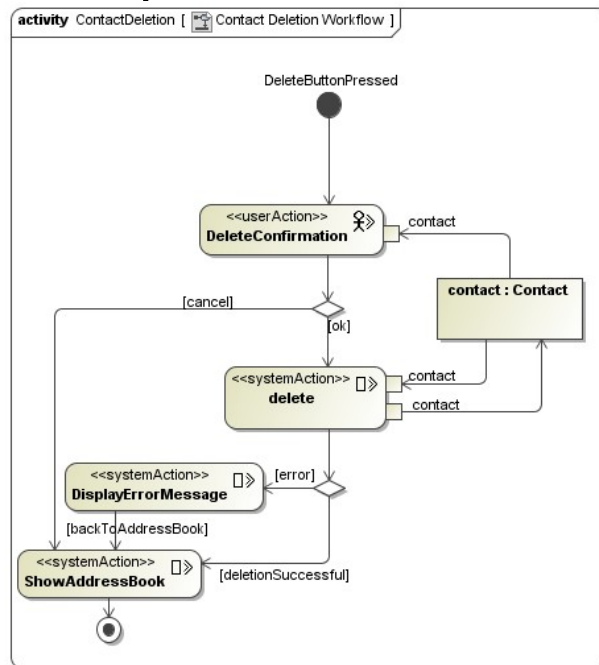 activity ContactDeletion [ Contact Deletion Workflow ]
DeleteButtonPressed
<<userAction>>
DeleteConfirmation
contact
contact : Contact
[cancel]
[ok]
<<systemAction>>
delete
contact
contact
[error]
<<systemAction>>
DisplayErrorMessage
[backToAddressBook]
<<systemAction>>
ShowAddressBook
[deletionSuccessful]